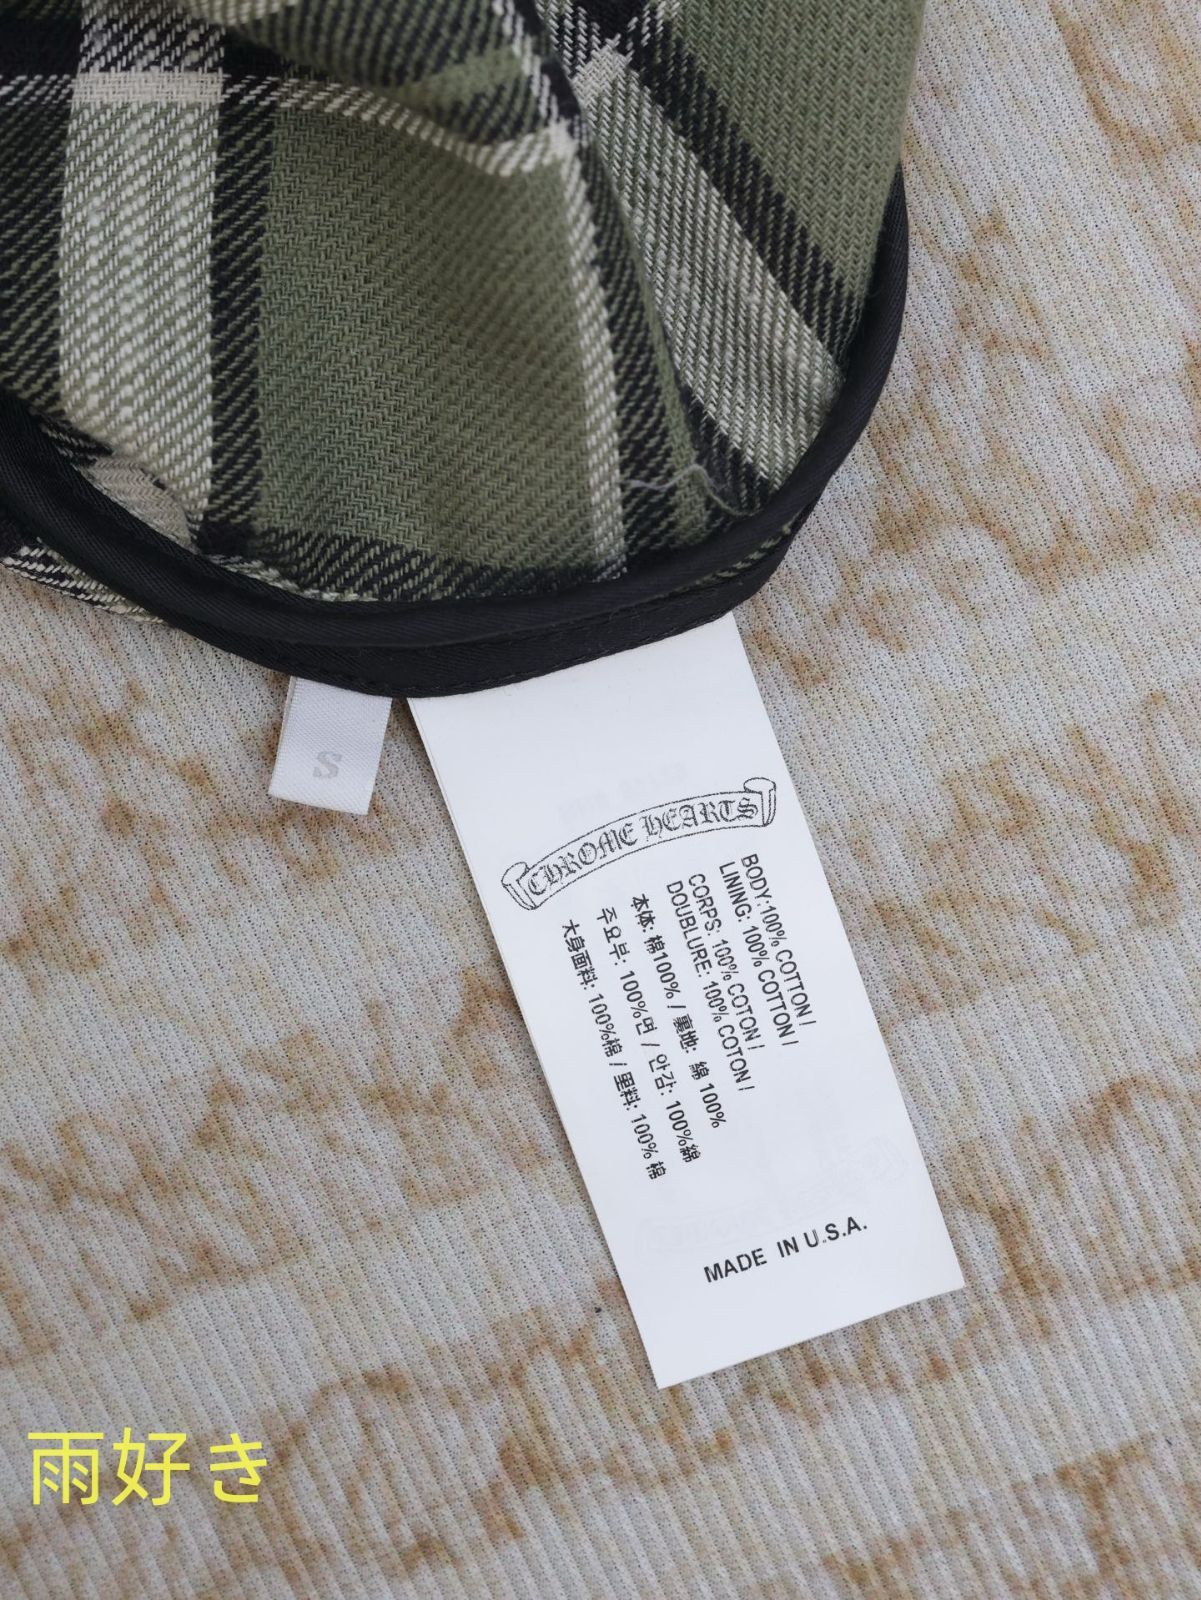 S
CHROME HEARTS
BODY:100% COTTON /
LINING: 100% COTTON /
CORPS: 100% COTON /
DOUBLURE: 100% COTON /
本体: 棉100% / 裏地: 綿 100%
주요부: 100%면 / 안감: 100%綿
大身面料: 100%棉 / 里料: 100% 棉
MADE IN U.S.A.
雨好き